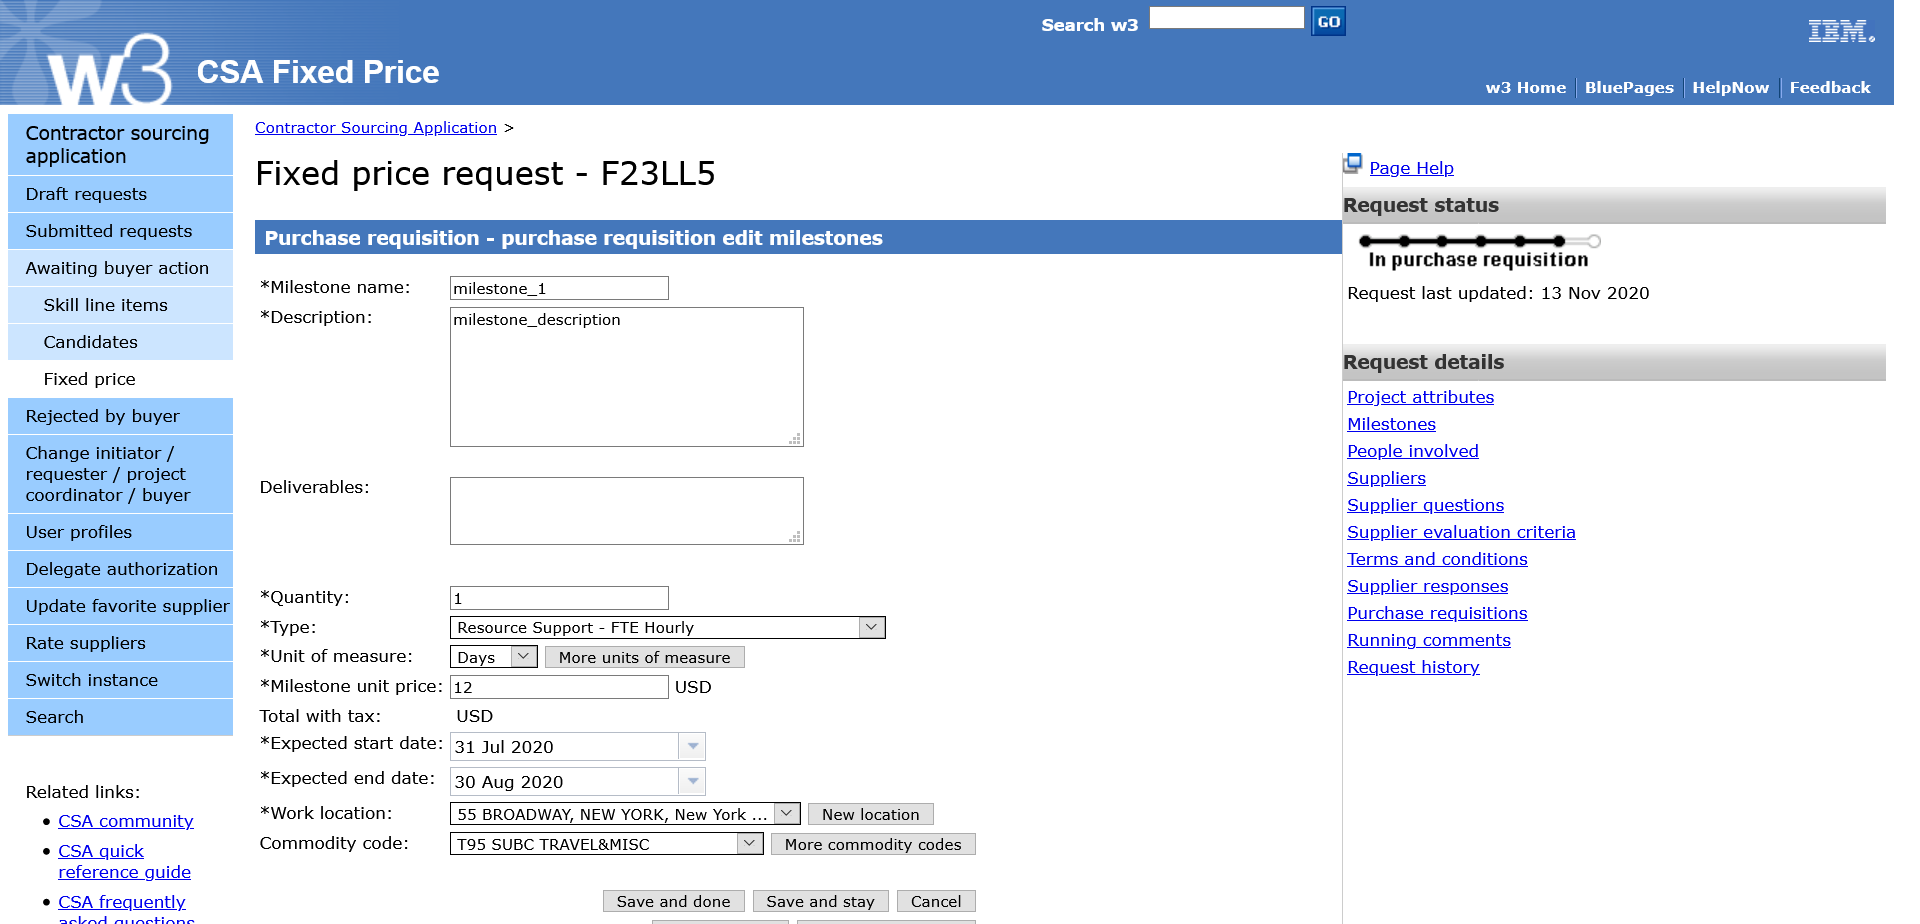 Search w3
GO
IBM.
w3
CSA Fixed Price
w3 Home
BluePages
HelpNow
Feedback
Contractor sourcing
application
Draft requests
Submitted requests
Awaiting buyer action
Skill line items
Candidates
Fixed price
Rejected by buyer
Change initiator /
requester / project
coordinator / buyer
User profiles
Delegate authorization
Update favorite supplier
Rate suppliers
Switch instance
Search
Related links:
CSA community
CSA quick
reference guide
CSA frequently
asked questions
Contractor Sourcing Application >
Fixed price request - F23LL5
Purchase requisition - purchase requisition edit milestones
*Milestone name: milestone_1
*Description: milestone_description
Deliverables:
*Quantity: 1
*Type: Resource Support - FTE Hourly
*Unit of measure: Days More units of measure
*Milestone unit price: 12 USD
Total with tax: USD
*Expected start date: 31 Jul 2020
*Expected end date: 30 Aug 2020
*Work location: 55 BROADWAY, NEW YORK, New York ... New location
Commodity code: T95 SUBC TRAVEL&MISC More commodity codes
Save and done Save and stay Cancel
Page Help
Request status
In purchase requisition
Request last updated: 13 Nov 2020
Request details
Project attributes
Milestones
People involved
Suppliers
Supplier questions
Supplier evaluation criteria
Terms and conditions
Supplier responses
Purchase requisitions
Running comments
Request history